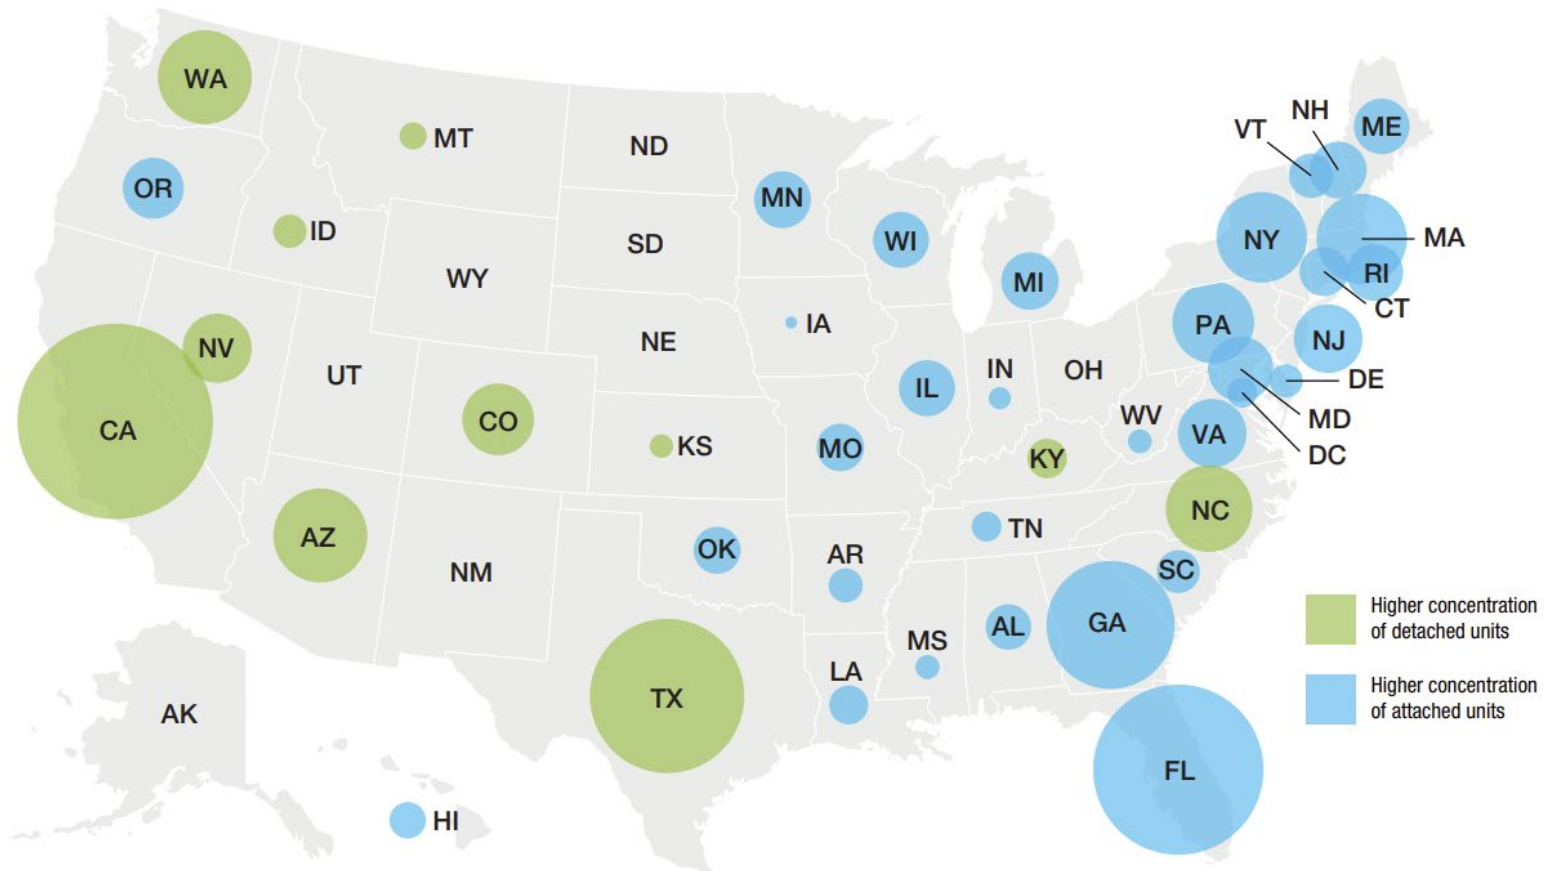 WA
MT
ND
MN
NH
VT
ME
OR
ID
SD
WI
NY
MA
WY
MI
RI
CT
NV
NE
IA
PA
NJ
UT
IN
OH
DE
CA
CO
IL
WV
MD
KS
MO
KY
VA
DC
AZ
NM
OK
AR
TN
NC
SC
MS
AL
GA
LA
AK
TX
HI
FL
Higher concentration
of detached units
Higher concentration
of attached units